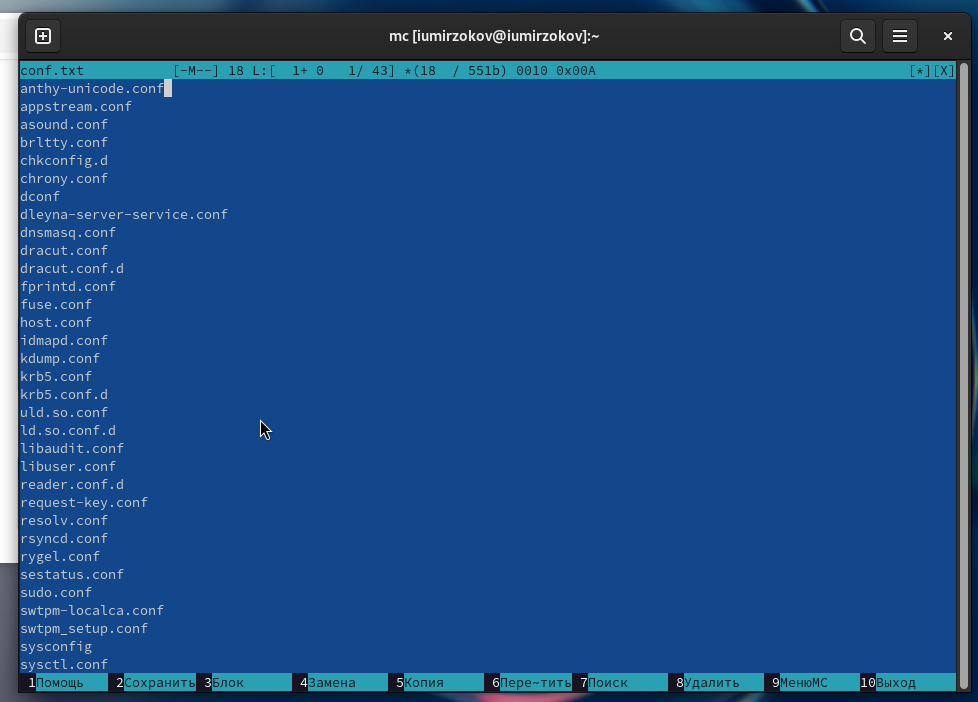 mc [iumirzokov@iumirzokov]:~
conf.txt [-M--] 18 L:[ 1+ 0 1/ 43] *(18 / 551b) 0010 0x00A [*][X]
anthy-unicode.conf
appstream.conf
asound.conf
brltty.conf
chkconfig.d
chrony.conf
dconf
dleyna-server-service.conf
dnsmasq.conf
dracut.conf
dracut.conf.d
fprintd.conf
fuse.conf
host.conf
idmapd.conf
kdump.conf
krb5.conf
krb5.conf.d
uld.so.conf
ld.so.conf.d
libaudit.conf
libuser.conf
reader.conf.d
request-key.conf
resolv.conf
rsyncd.conf
rygel.conf
sestatus.conf
sudo.conf
swtpm-localca.conf
swtpm_setup.conf
sysconfig
sysctl.conf
1Помощь 2Сохранить 3Блок 4Замена 5Копия 6Пере~тить 7Поиск 8Удалить 9МенюMC 10Выход